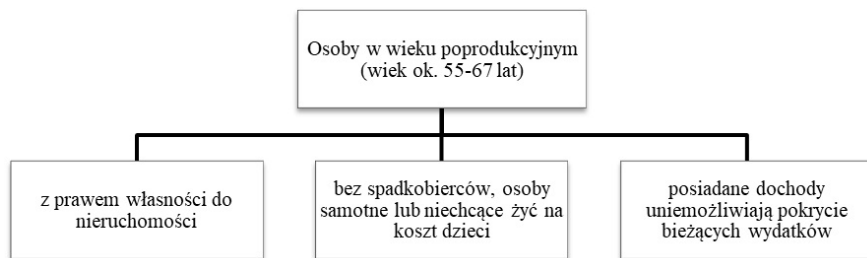 Osoby w wieku poprodukcyjnym
(wiek ok. 55-67 lat)
z prawem własności do
nieruchomości
bez spadkobierców, osoby
samotne lub niechcące żyć na
koszt dzieci
posiadane dochody
uniemożliwiają pokrycie
bieżących wydatków